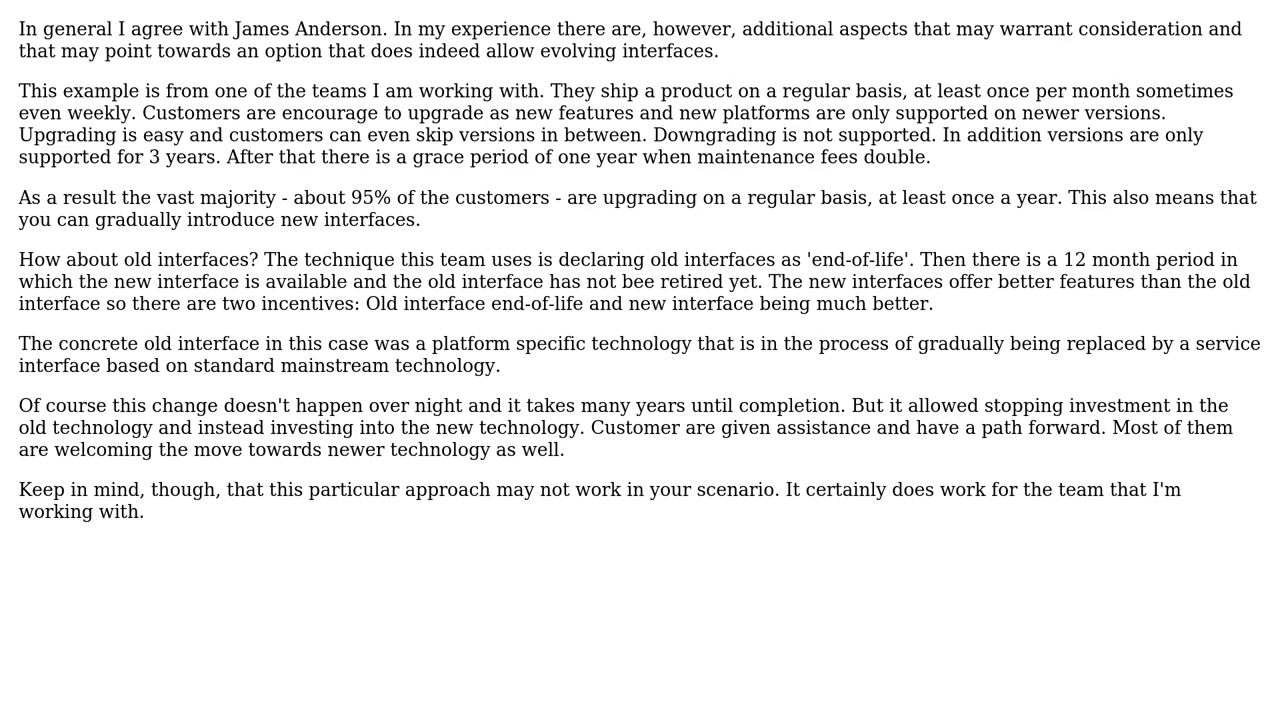 In general I agree with James Anderson. In my experience there are, however, additional aspects that may warrant consideration and
that may point towards an option that does indeed allow evolving interfaces.
This example is from one of the teams I am working with. They ship a product on a regular basis, at least once per month sometimes
even weekly. Customers are encourage to upgrade as new features and new platforms are only supported on newer versions.
Upgrading is easy and customers can even skip versions in between. Downgrading is not supported. In addition versions are only
supported for 3 years. After that there is a grace period of one year when maintenance fees double.
As a result the vast majority - about 95% of the customers - are upgrading on a regular basis, at least once a year. This also means that
you can gradually introduce new interfaces.
How about old interfaces? The technique this team uses is declaring old interfaces as 'end-of-life'. Then there is a 12 month period in
which the new interface is available and the old interface has not bee retired yet. The new interfaces offer better features than the old
interface so there are two incentives: Old interface end-of-life and new interface being much better.
The concrete old interface in this case was a platform specific technology that is in the process of gradually being replaced by a service
interface based on standard mainstream technology.
Of course this change doesn't happen over night and it takes many years until completion. But it allowed stopping investment in the
old technology and instead investing into the new technology. Customer are given assistance and have a path forward. Most of them
are welcoming the move towards newer technology as well.
Keep in mind, though, that this particular approach may not work in your scenario. It certainly does work for the team that I'm
working with.